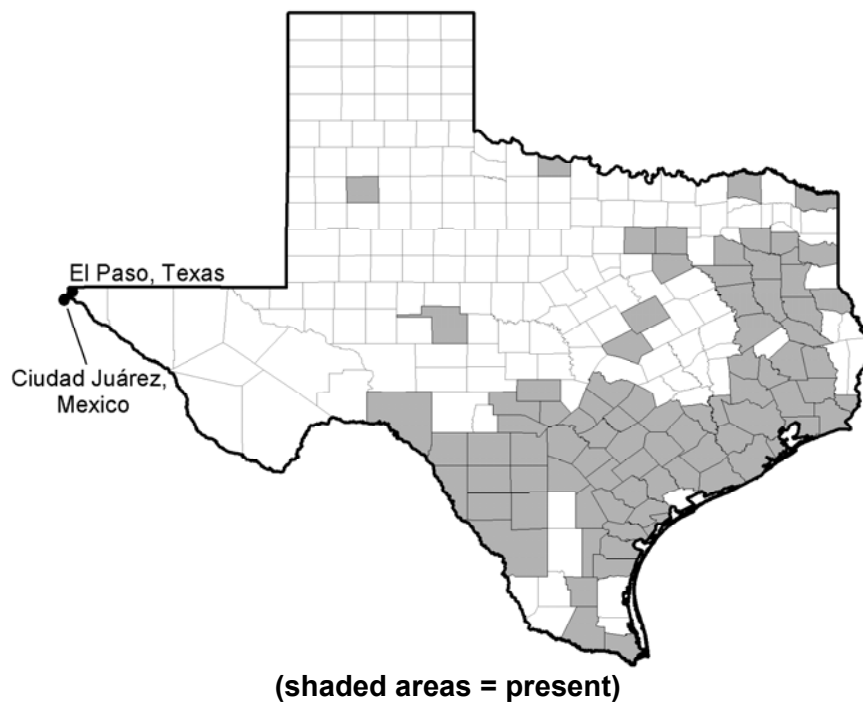 El Paso, Texas
Ciudad Juárez,
Mexico
(shaded areas = present)